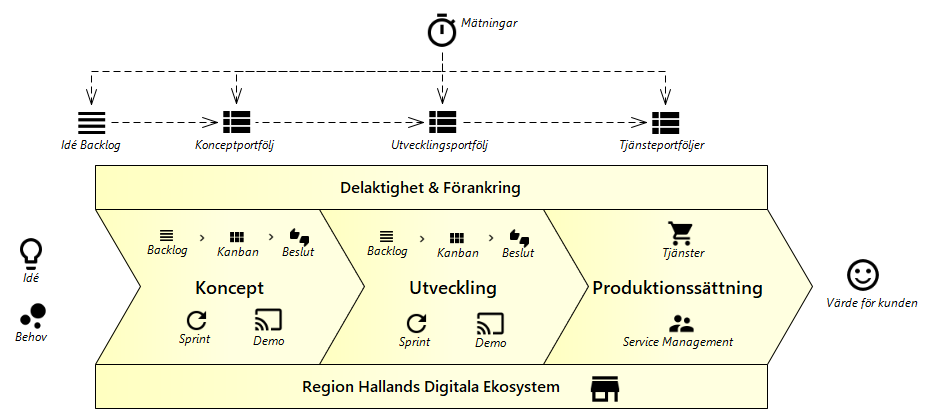 Mätningar
Idé Backlog
Konceptportfölj
Utvecklingsportfölj
Tjänsteportföljer
Delaktighet & Förankring
Backlog
Kanban
Beslut
Backlog
Kanban
Beslut
Tjänster
Idé
Behov
Koncept
Utveckling
Produktionssättning
Värde för kunden
Sprint
Demo
Sprint
Demo
Service Management
Region Hallands Digitala Ekosystem